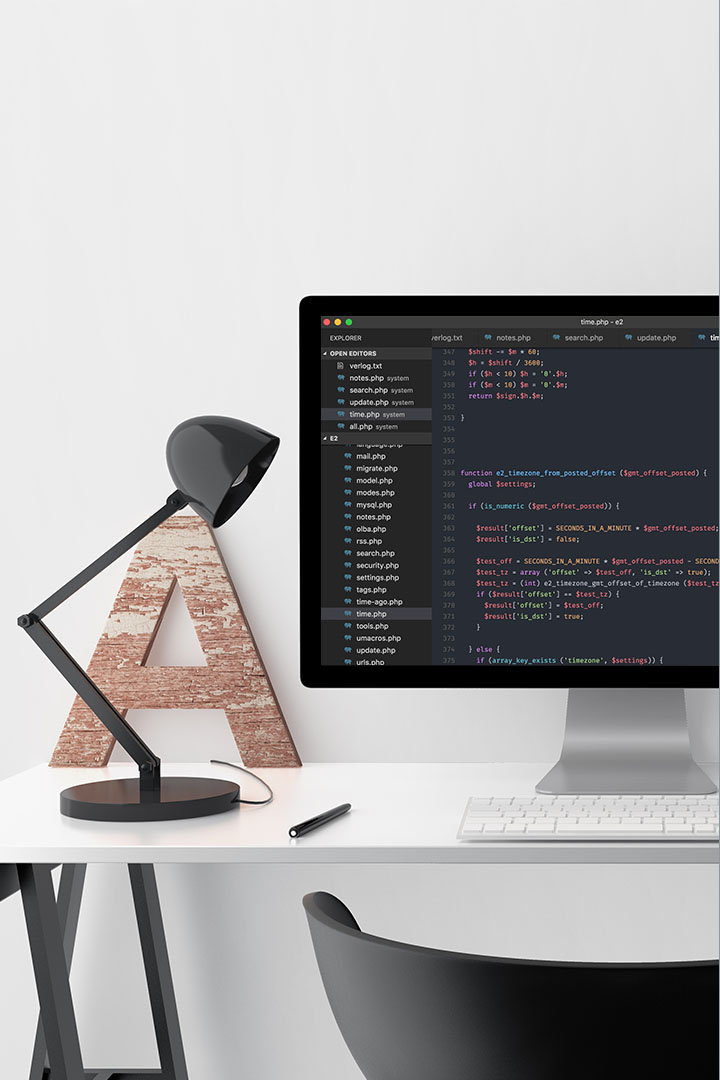 A
time.php - e2
EXPLORER
verlog.txt notes.php search.php update.php
OPEN EDITORS
verlog.txt
notes.php system
search.php system
update.php system
time.php system
all.php system
E2
language.php
mail.php
migrate.php
model.php
modes.php
mysql.php
notes.php
olba.php
rss.php
search.php
security.php
settings.php
tags.php
time-ago.php
time.php
tools.php
umacros.php
update.php
urls.php
347 $shift -= $m * 60;
348 $h = $shift / 3600;
349 if ($h < 10) $h = '0'.$h;
350 if ($m < 10) $m = '0'.$m;
351 return $sign.$h.$m;
352
353 }
354
355
356
357
358 function e2_timezone_from_posted_offset ($gmt_offset_posted) {
359 global $settings;
360
361 if (is_numeric ($gmt_offset_posted)) {
362
363 $result['offset'] = SECONDS_IN_A_MINUTE * $gmt_offset_posted;
364 $result['is_dst'] = false;
365
366 $test_off = SECONDS_IN_A_MINUTE * $gmt_offset_posted - SECON
367 $test_tz = array ('offset' => $test_off, 'is_dst' => true);
368 $test_tz = (int) e2_timezone_gmt_offset_of_timezone ($test_tz
369 if ($result['offset'] == $test_tz) {
370 $result['offset'] = $test_off;
371 $result['is_dst'] = true;
372 }
373
374 } else {
375 if (array_key_exists ('timezone', $settings)) {